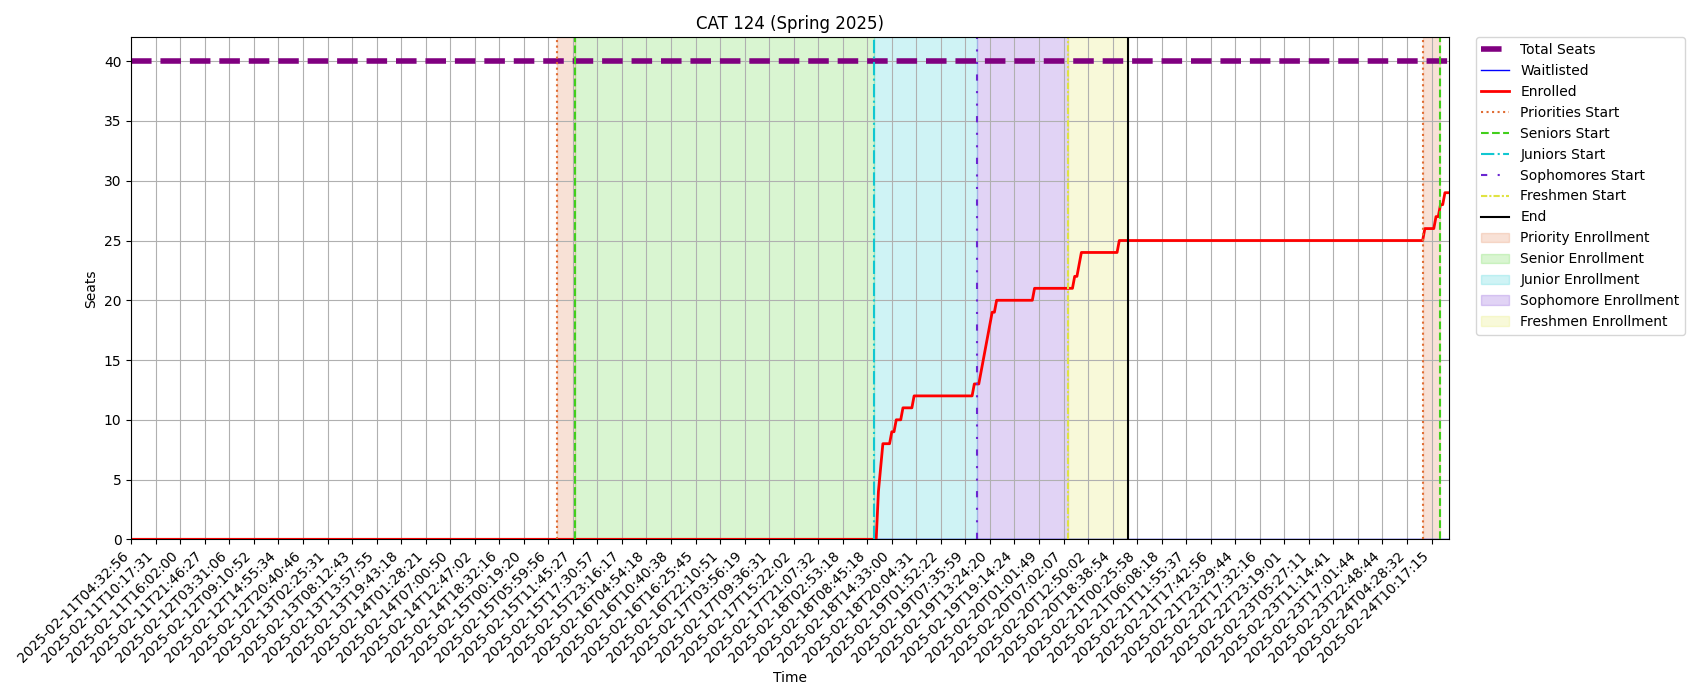 CAT 124 (Spring 2025)
40
35
30
25
20
15
10
5
0
Seats
2025-02-11T04:32:56
2025-02-11T10:17:31
2025-02-11T16:02:00
2025-02-11T21:46:27
2025-02-12T03:31:06
2025-02-12T09:10:52
2025-02-12T14:55:34
2025-02-12T20:40:46
2025-02-13T02:25:31
2025-02-13T08:12:43
2025-02-13T13:57:55
2025-02-13T19:43:18
2025-02-14T01:28:21
2025-02-14T07:00:50
2025-02-14T12:47:02
2025-02-14T18:32:16
2025-02-15T00:19:20
2025-02-15T05:59:56
2025-02-15T11:45:27
2025-02-15T17:30:57
2025-02-15T23:16:17
2025-02-16T04:54:18
2025-02-16T10:40:38
2025-02-16T16:25:45
2025-02-16T22:10:51
2025-02-17T03:56:19
2025-02-17T09:36:31
2025-02-17T15:22:02
2025-02-17T21:07:32
2025-02-18T02:53:18
2025-02-18T08:45:18
2025-02-18T14:33:00
2025-02-18T20:04:31
2025-02-19T01:52:22
2025-02-19T07:35:59
2025-02-19T13:24:20
2025-02-19T19:14:24
2025-02-20T01:01:49
2025-02-20T07:02:07
2025-02-20T12:50:02
2025-02-20T18:38:54
2025-02-21T00:25:58
2025-02-21T06:08:18
2025-02-21T11:55:37
2025-02-21T17:42:56
2025-02-21T23:29:44
2025-02-22T17:32:16
2025-02-22T23:19:01
2025-02-23T05:27:11
2025-02-23T11:14:41
2025-02-23T17:01:44
2025-02-23T22:48:44
2025-02-24T04:28:32
2025-02-24T10:17:15
Time
Total Seats
Waitlisted
Enrolled
Priorities Start
Seniors Start
Juniors Start
Sophomores Start
Freshmen Start
End
Priority Enrollment
Senior Enrollment
Junior Enrollment
Sophomore Enrollment
Freshmen Enrollment